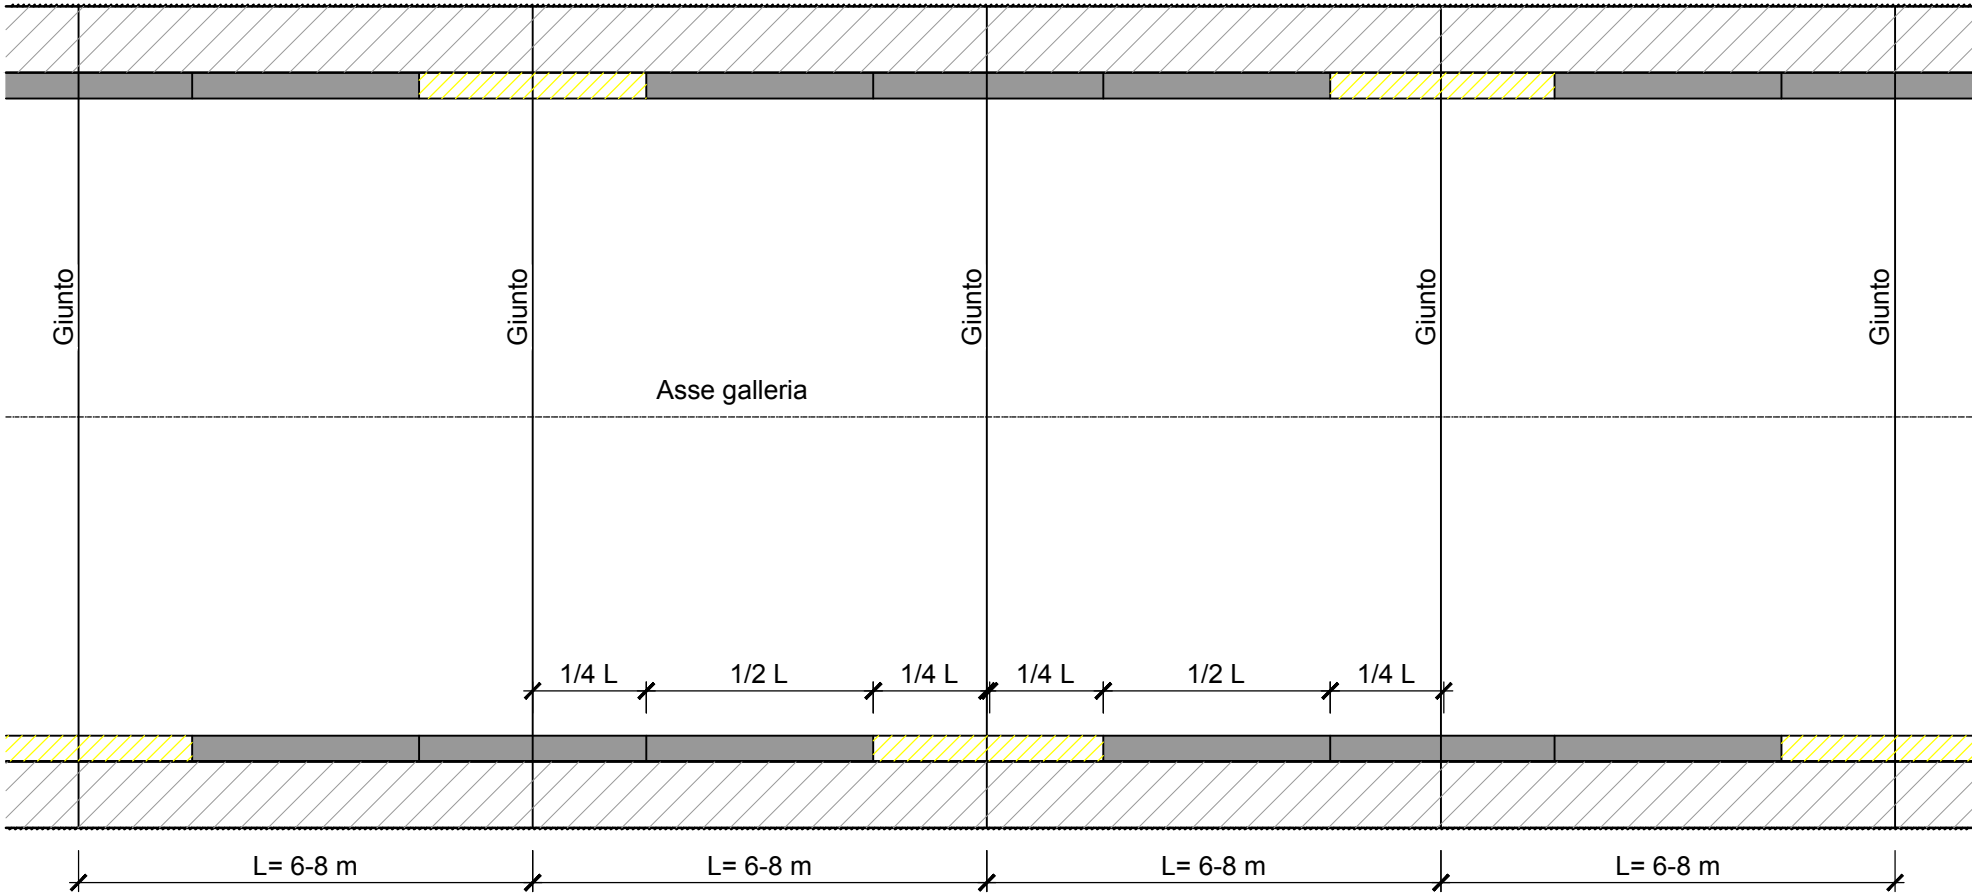 Giunto
Giunto
Giunto
Giunto
Giunto
Asse galleria
1/4 L
1/2 L
1/4 L
1/4 L
1/2 L
1/4 L
L= 6-8 m
L= 6-8 m
L= 6-8 m
L= 6-8 m